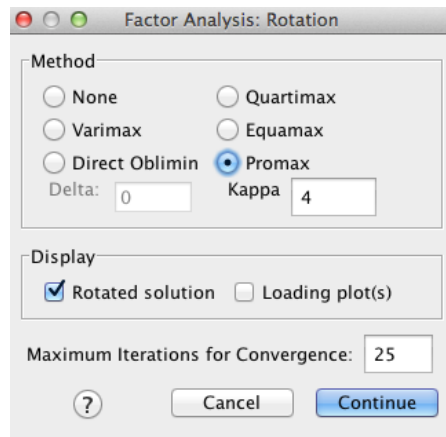 Factor Analysis: Rotation
Method
None Quartimax
Varimax Equamax
Direct Oblimin Promax
Delta: 0 Kappa 4
Display
Rotated solution Loading plot(s)
Maximum Iterations for Convergence: 25
? Cancel Continue